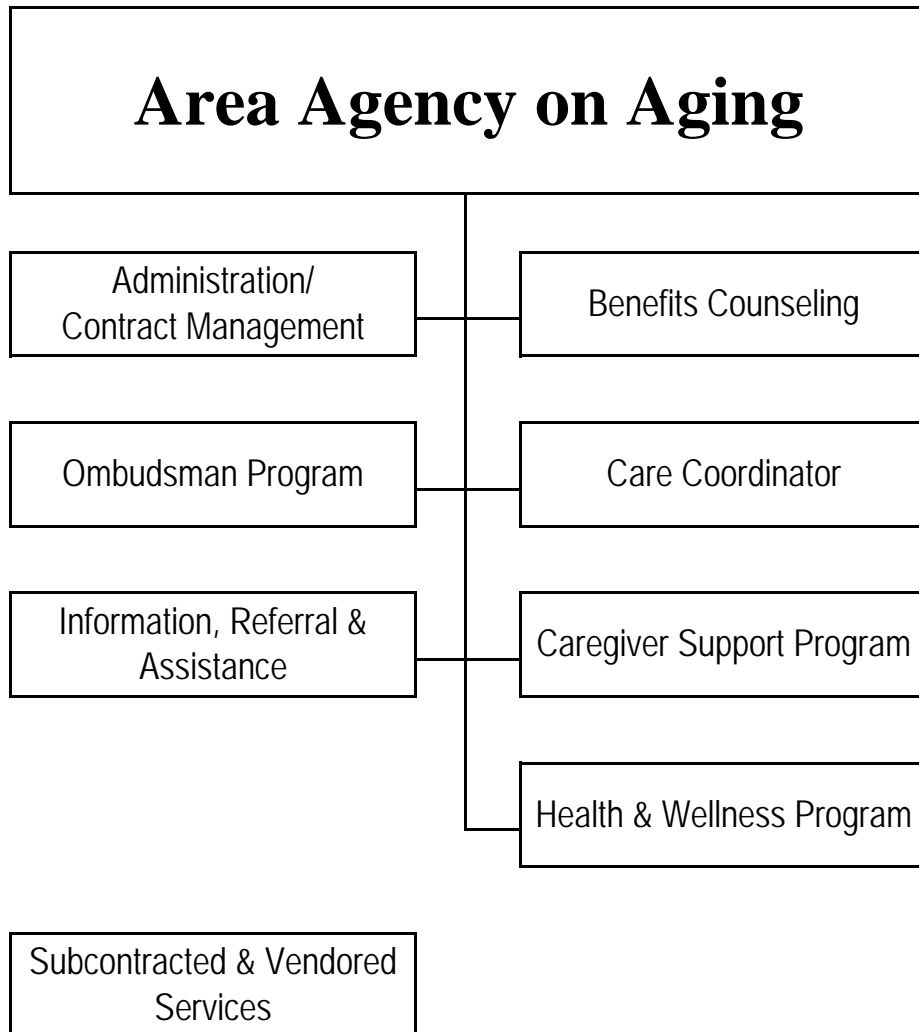 Area Agency on Aging
Administration/
Contract Management
Benefits Counseling
Ombudsman Program
Care Coordinator
Information, Referral &
Assistance
Caregiver Support Program
Health & Wellness Program
Subcontracted & Vendored
Services